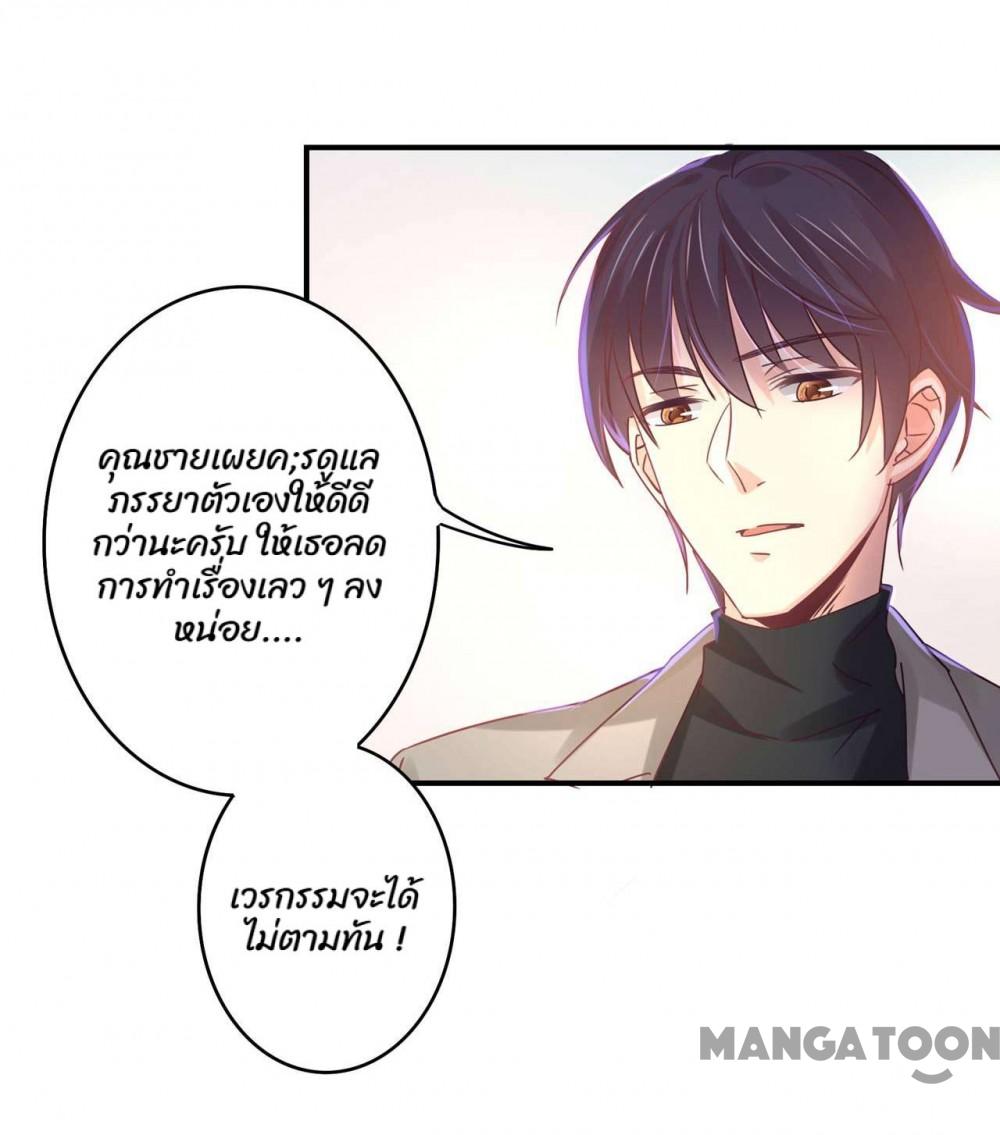 คุณชายเผยค;รดูแล
ภรรยาตัวเองให้ดีดี
กว่านะครับ ให้เธอลด
การทำเรื่องเลว ๆ ลง
หน่อย....
เวรกรรมจะได้
ไม่ตามทัน !
MANGATOON